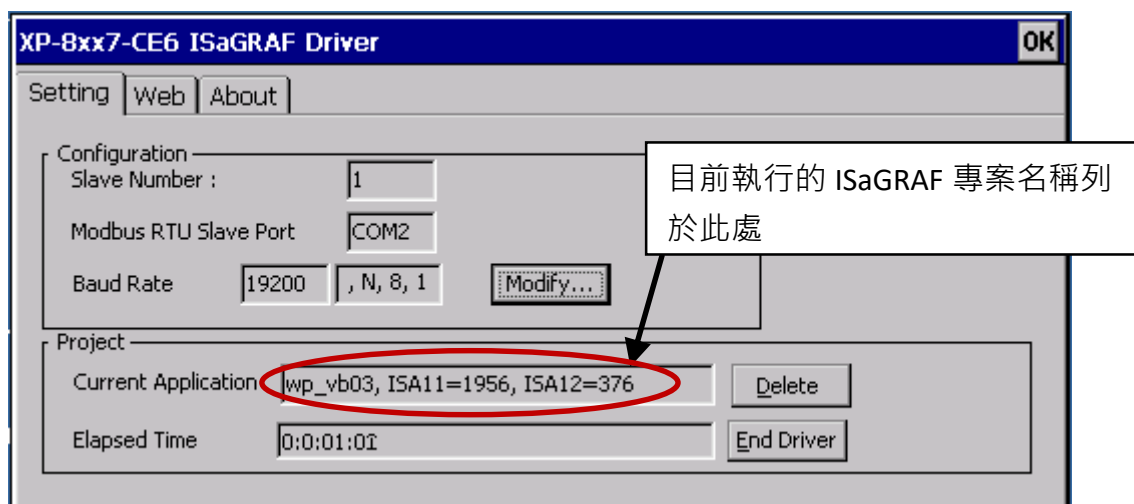 XP-8xx7-CE6 ISaGRAF Driver
OK
Setting Web About
Configuration
Slave Number : 1
Modbus RTU Slave Port COM2
Baud Rate 19200 , N, 8, 1 Modify...
目前執行的 ISaGRAF 專案名稱列
於此處
Project
Current Application wp_vb03, ISA11=1956, ISA12=376 Delete
Elapsed Time 0:0:01:01 End Driver